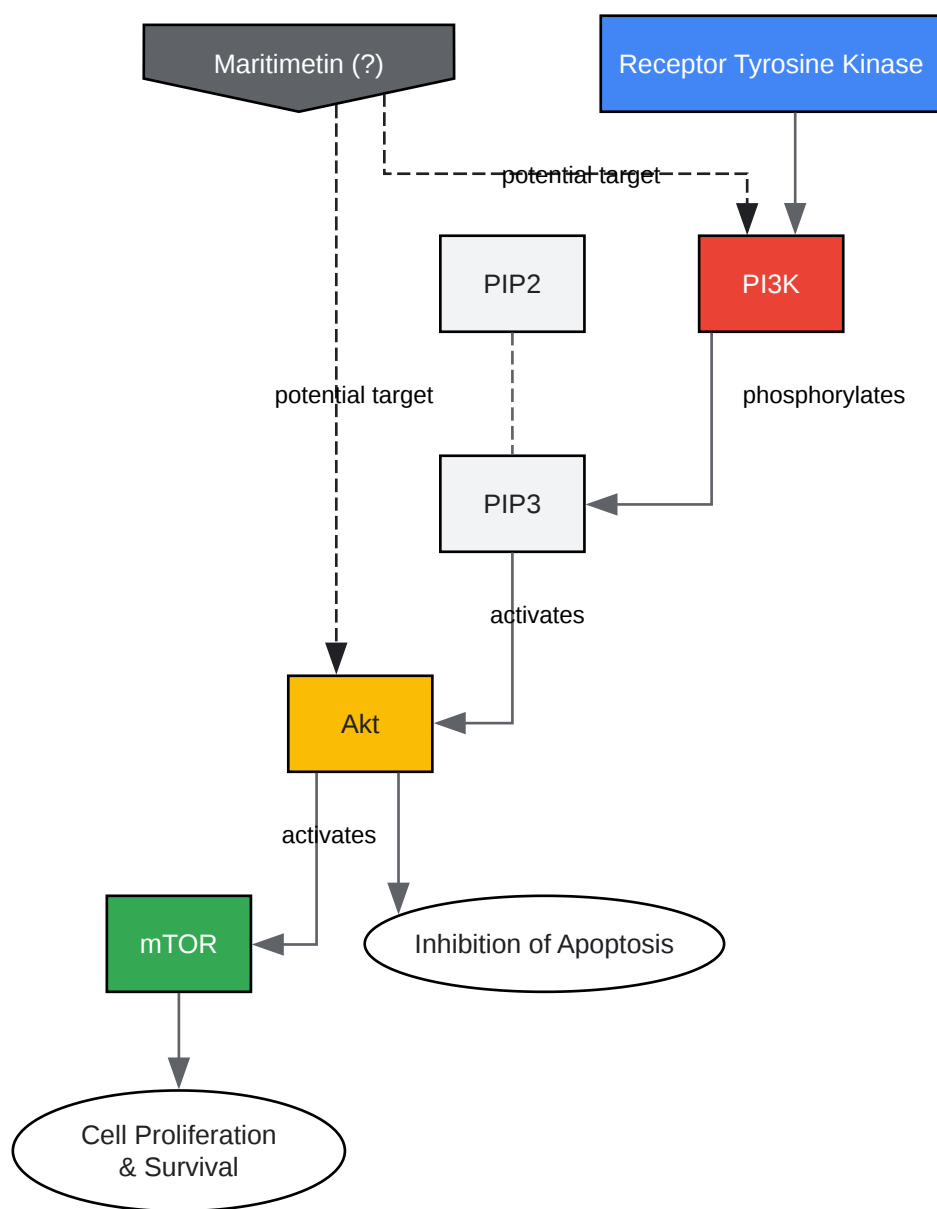 Maritimetin (?)
Receptor Tyrosine Kinase
potential target
PIP2
PI3K
potential target
phosphorylates
PIP3
activates
Akt
activates
mTOR
Inhibition of Apoptosis
Cell Proliferation
& Survival